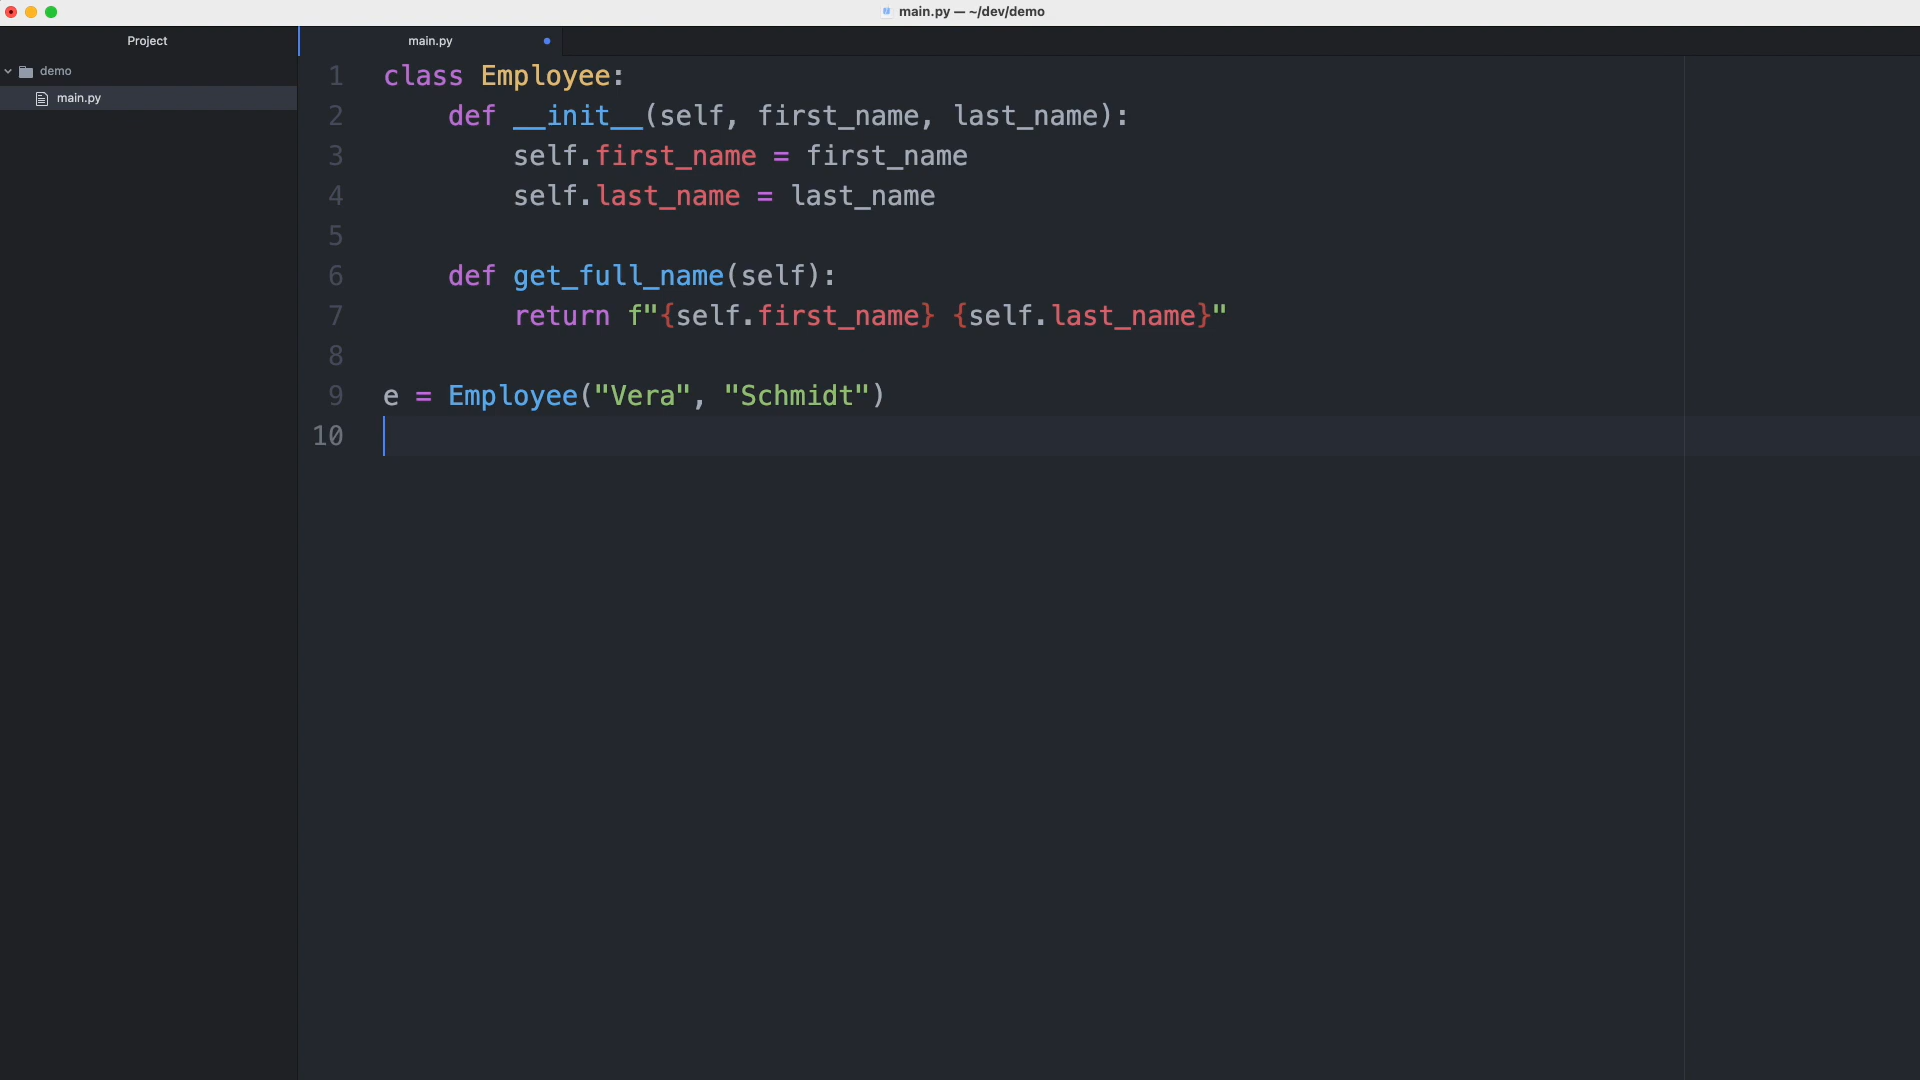 main.py — ~/dev/demo
Project
main.py
demo
main.py
1 class Employee:
2     def __init__(self, first_name, last_name):
3         self.first_name = first_name
4         self.last_name = last_name
5
6     def get_full_name(self):
7         return f"{self.first_name} {self.last_name}"
8
9 e = Employee("Vera", "Schmidt")
10